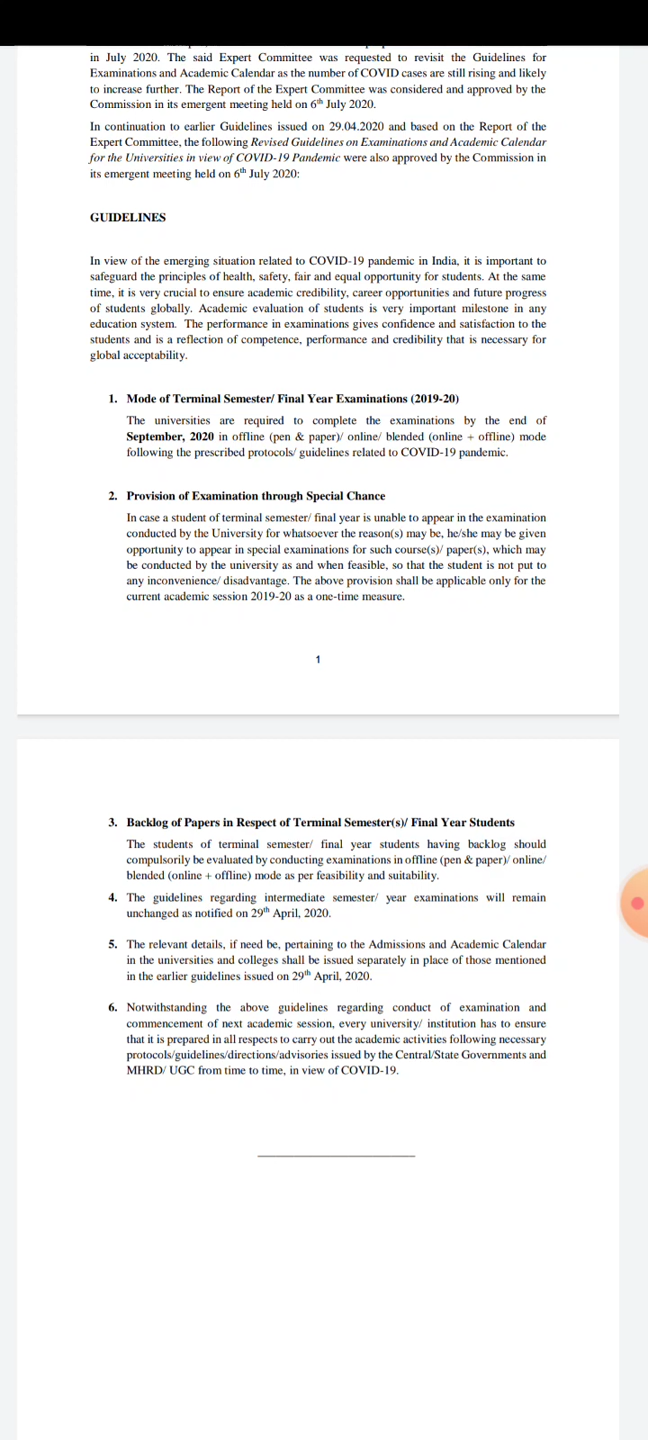 in July 2020. The said Expert Committee was requested to revisit the Guidelines for
Examinations and Academic Calendar as the number of COVID cases are still rising and likely
to increase further. The Report of the Expert Committee was considered and approved by the
Commission in its emergent meeting held on 6th July 2020.
In continuation to earlier Guidelines issued on 29.04.2020 and based on the Report of the
Expert Committee, the following Revised Guidelines on Examinations and Academic Calendar
for the Universities in view of COVID-19 Pandemic were also approved by the Commission in
its emergent meeting held on 6th July 2020:
GUIDELINES
In view of the emerging situation related to COVID-19 pandemic in India, it is important to
safeguard the principles of health, safety, fair and equal opportunity for students. At the same
time, it is very crucial to ensure academic credibility, career opportunities and future progress
of students globally. Academic evaluation of students is very important milestone in any
education system. The performance in examinations gives confidence and satisfaction to the
students and is a reflection of competence, performance and credibility that is necessary for
global acceptability.
1. Mode of Terminal Semester/ Final Year Examinations (2019-20)
The universities are required to complete the examinations by the end of
September, 2020 in offline (pen & paper)/ online/ blended (online + offline) mode
following the prescribed protocols/ guidelines related to COVID-19 pandemic.
2. Provision of Examination through Special Chance
In case a student of terminal semester/ final year is unable to appear in the examination
conducted by the University for whatsoever the reason(s) may be, he/she may be given
opportunity to appear in special examinations for such course(s)/ paper(s), which may
be conducted by the university as and when feasible, so that the student is not put to
any inconvenience/ disadvantage. The above provision shall be applicable only for the
current academic session 2019-20 as a one-time measure.
1
3. Backlog of Papers in Respect of Terminal Semester(s)/ Final Year Students
The students of terminal semester/ final year students having backlog should
compulsorily be evaluated by conducting examinations in offline (pen & paper)/ online/
blended (online + offline) mode as per feasibility and suitability.
4. The guidelines regarding intermediate semester/ year examinations will remain
unchanged as notified on 29th April, 2020.
5. The relevant details, if need be, pertaining to the Admissions and Academic Calendar
in the universities and colleges shall be issued separately in place of those mentioned
in the earlier guidelines issued on 29th April, 2020.
6. Notwithstanding the above guidelines regarding conduct of examination and
commencement of next academic session, every university/ institution has to ensure
that it is prepared in all respects to carry out the academic activities following necessary
protocols/guidelines/directions/advisories issued by the Central/State Governments and
MHRD/ UGC from time to time, in view of COVID-19.